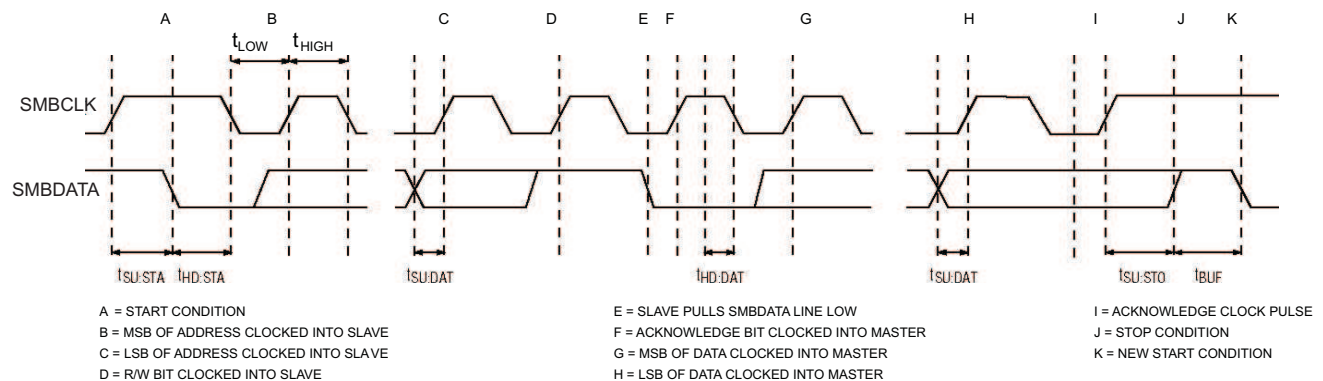 A B C D E F G H I J K
tLOW tHIGH
SMBCLK
SMBDATA
tSU:STA tHD:STA tSU:DAT tHD:DAT tSU:DAT tSU:STO tBUF
A = START CONDITION
B = MSB OF ADDRESS CLOCKED INTO SLAVE
C = LSB OF ADDRESS CLOCKED INTO SLAVE
D = R/W BIT CLOCKED INTO SLAVE
E = SLAVE PULLS SMBDATA LINE LOW
F = ACKNOWLEDGE BIT CLOCKED INTO MASTER
G = MSB OF DATA CLOCKED INTO MASTER
H = LSB OF DATA CLOCKED INTO MASTER
I = ACKNOWLEDGE CLOCK PULSE
J = STOP CONDITION
K = NEW START CONDITION